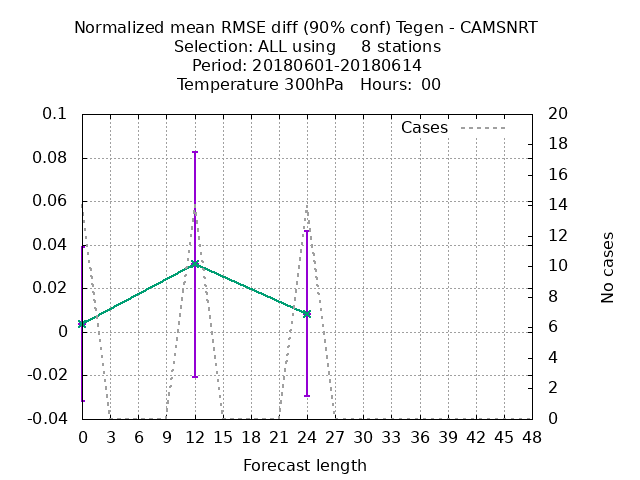 Normalized mean RMSE diff (90% conf) Tegen - CAMSNRT
Selection: ALL using     8 stations
Period: 20180601-20180614
Temperature 300hPa   Hours:  00
Cases
0.1
0.08
0.06
0.04
0.02
0
-0.02
-0.04
20
18
16
14
12
10
8
6
4
2
0
No cases
0 3 6 9 12 15 18 21 24 27 30 33 36 39 42 45 48
Forecast length